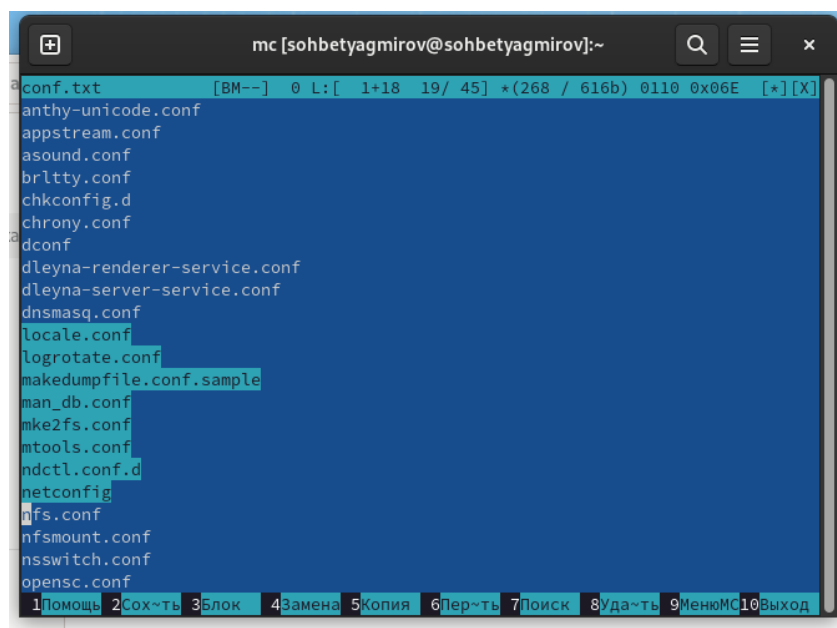 mc [sohbetyagmirov@sohbetyagmirov]:~
conf.txt [BM--] 0 L:[ 1+18 19/ 45] *(268 / 616b) 0110 0x06E [*][X]
anthy-unicode.conf
appstream.conf
asound.conf
brltty.conf
chkconfig.d
chrony.conf
dconf
dleyna-renderer-service.conf
dleyna-server-service.conf
dnsmasq.conf
locale.conf
logrotate.conf
makedumpfile.conf.sample
man_db.conf
mke2fs.conf
mtools.conf
ndctl.conf.d
netconfig
nfs.conf
nfsmount.conf
nsswitch.conf
opensc.conf
1Помощь 2Сох~ть 3Блок 4Замена 5Копия 6Пер~ть 7Поиск 8Уда~ть 9МенюMC10Выход